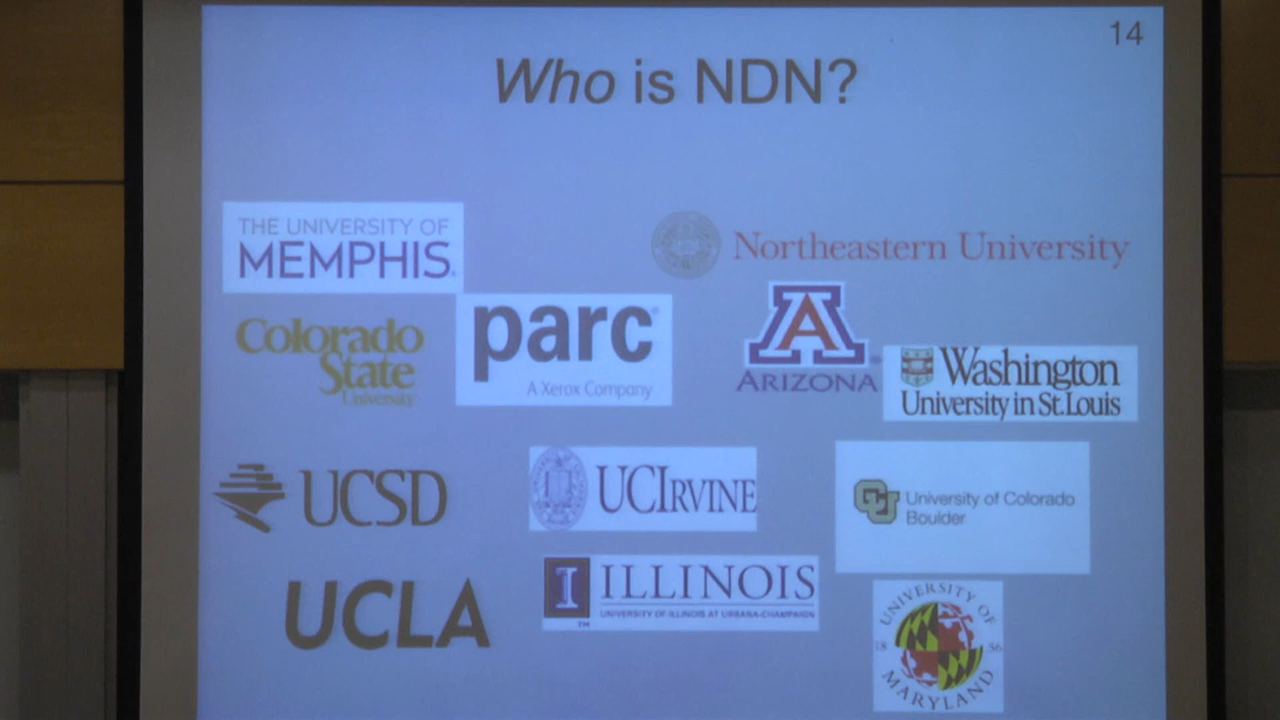 14
Who is NDN?
THE UNIVERSITY OF
MEMPHIS
Northeastern University
Colorado
State
University
parc
A Xerox Company
A
ARIZONA
Washington
University in St. Louis
UCSD
UCIRVINE
CU
University of Colorado
Boulder
UCLA
I
ILLINOIS
UNIVERSITY OF ILLINOIS AT URBANA-CHAMPAIGN
TM
UNIVERSITY OF
18 56
MARYLAND